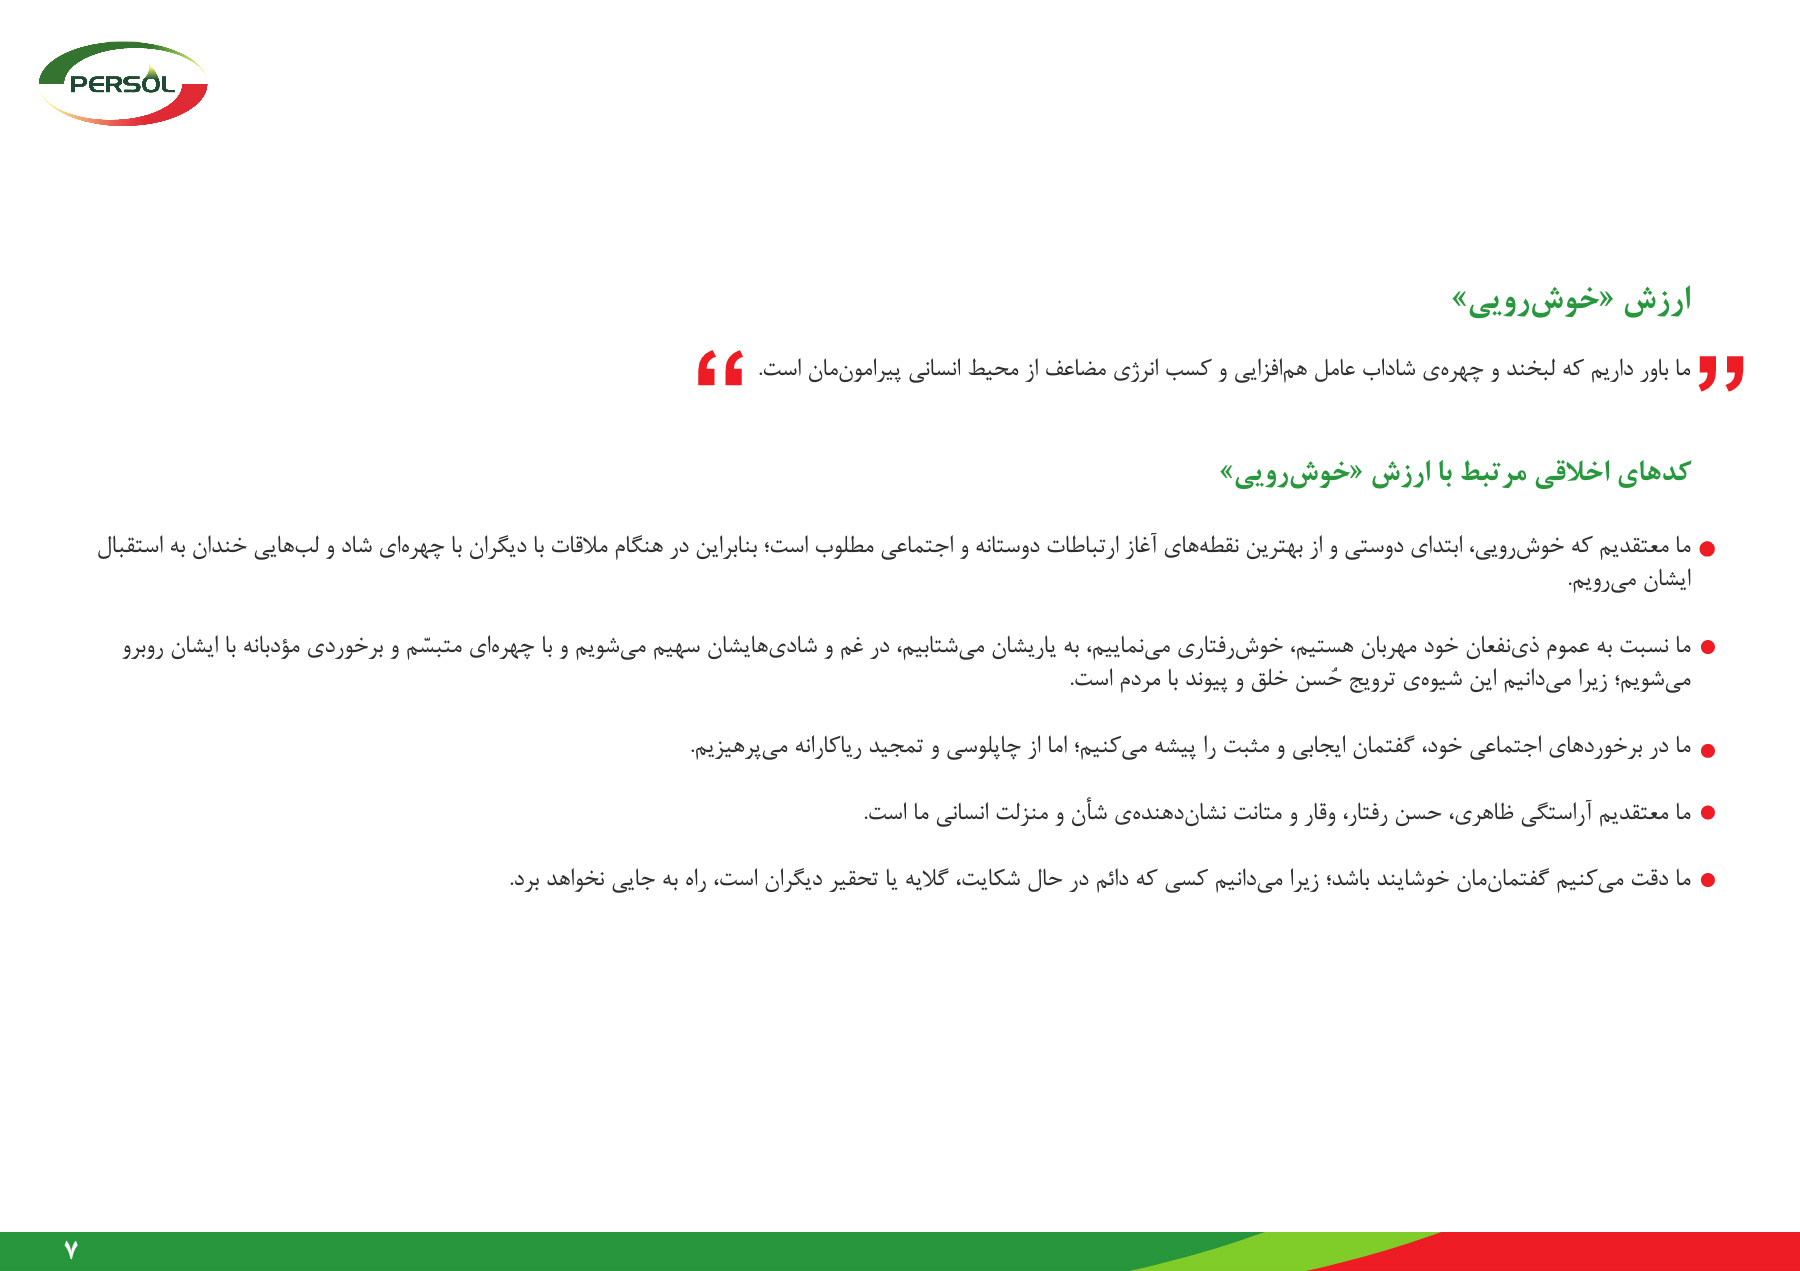 PERSOL
ارزش «خوش‌رویی»
ما باور داریم که لبخند و چهره‌ی شاداب عامل هم‌افزایی و کسب انرژی مضاعف از محیط انسانی پیرامون‌مان است.
کدهای اخلاقی مرتبط با ارزش «خوش‌رویی»
● ما معتقدیم که خوش‌رویی، ابتدای دوستی و از بهترین نقطه‌های آغاز ارتباطات دوستانه و اجتماعی مطلوب است؛ بنابراین در هنگام ملاقات با دیگران با چهره‌ای شاد و لب‌هایی خندان به استقبال
ایشان می‌رویم.
● ما نسبت به عموم ذی‌نفعان خود مهربان هستیم، خوش‌رفتاری می‌نماییم، به یاریشان می‌شتابیم، در غم و شادی‌هایشان سهیم می‌شویم و با چهره‌ای متبسّم و برخوردی مؤدبانه با ایشان روبرو
می‌شویم؛ زیرا می‌دانیم این شیوه‌ی ترویج حُسن خلق و پیوند با مردم است.
● ما در برخوردهای اجتماعی خود، گفتمان ایجابی و مثبت را پیشه می‌کنیم؛ اما از چاپلوسی و تمجید ریاکارانه می‌پرهیزیم.
● ما معتقدیم آراستگی ظاهری، حسن رفتار، وقار و متانت نشان‌دهنده‌ی شأن و منزلت انسانی ما است.
● ما دقت می‌کنیم گفتمان‌مان خوشایند باشد؛ زیرا می‌دانیم کسی که دائم در حال شکایت، گلایه یا تحقیر دیگران است، راه به جایی نخواهد برد.
۷